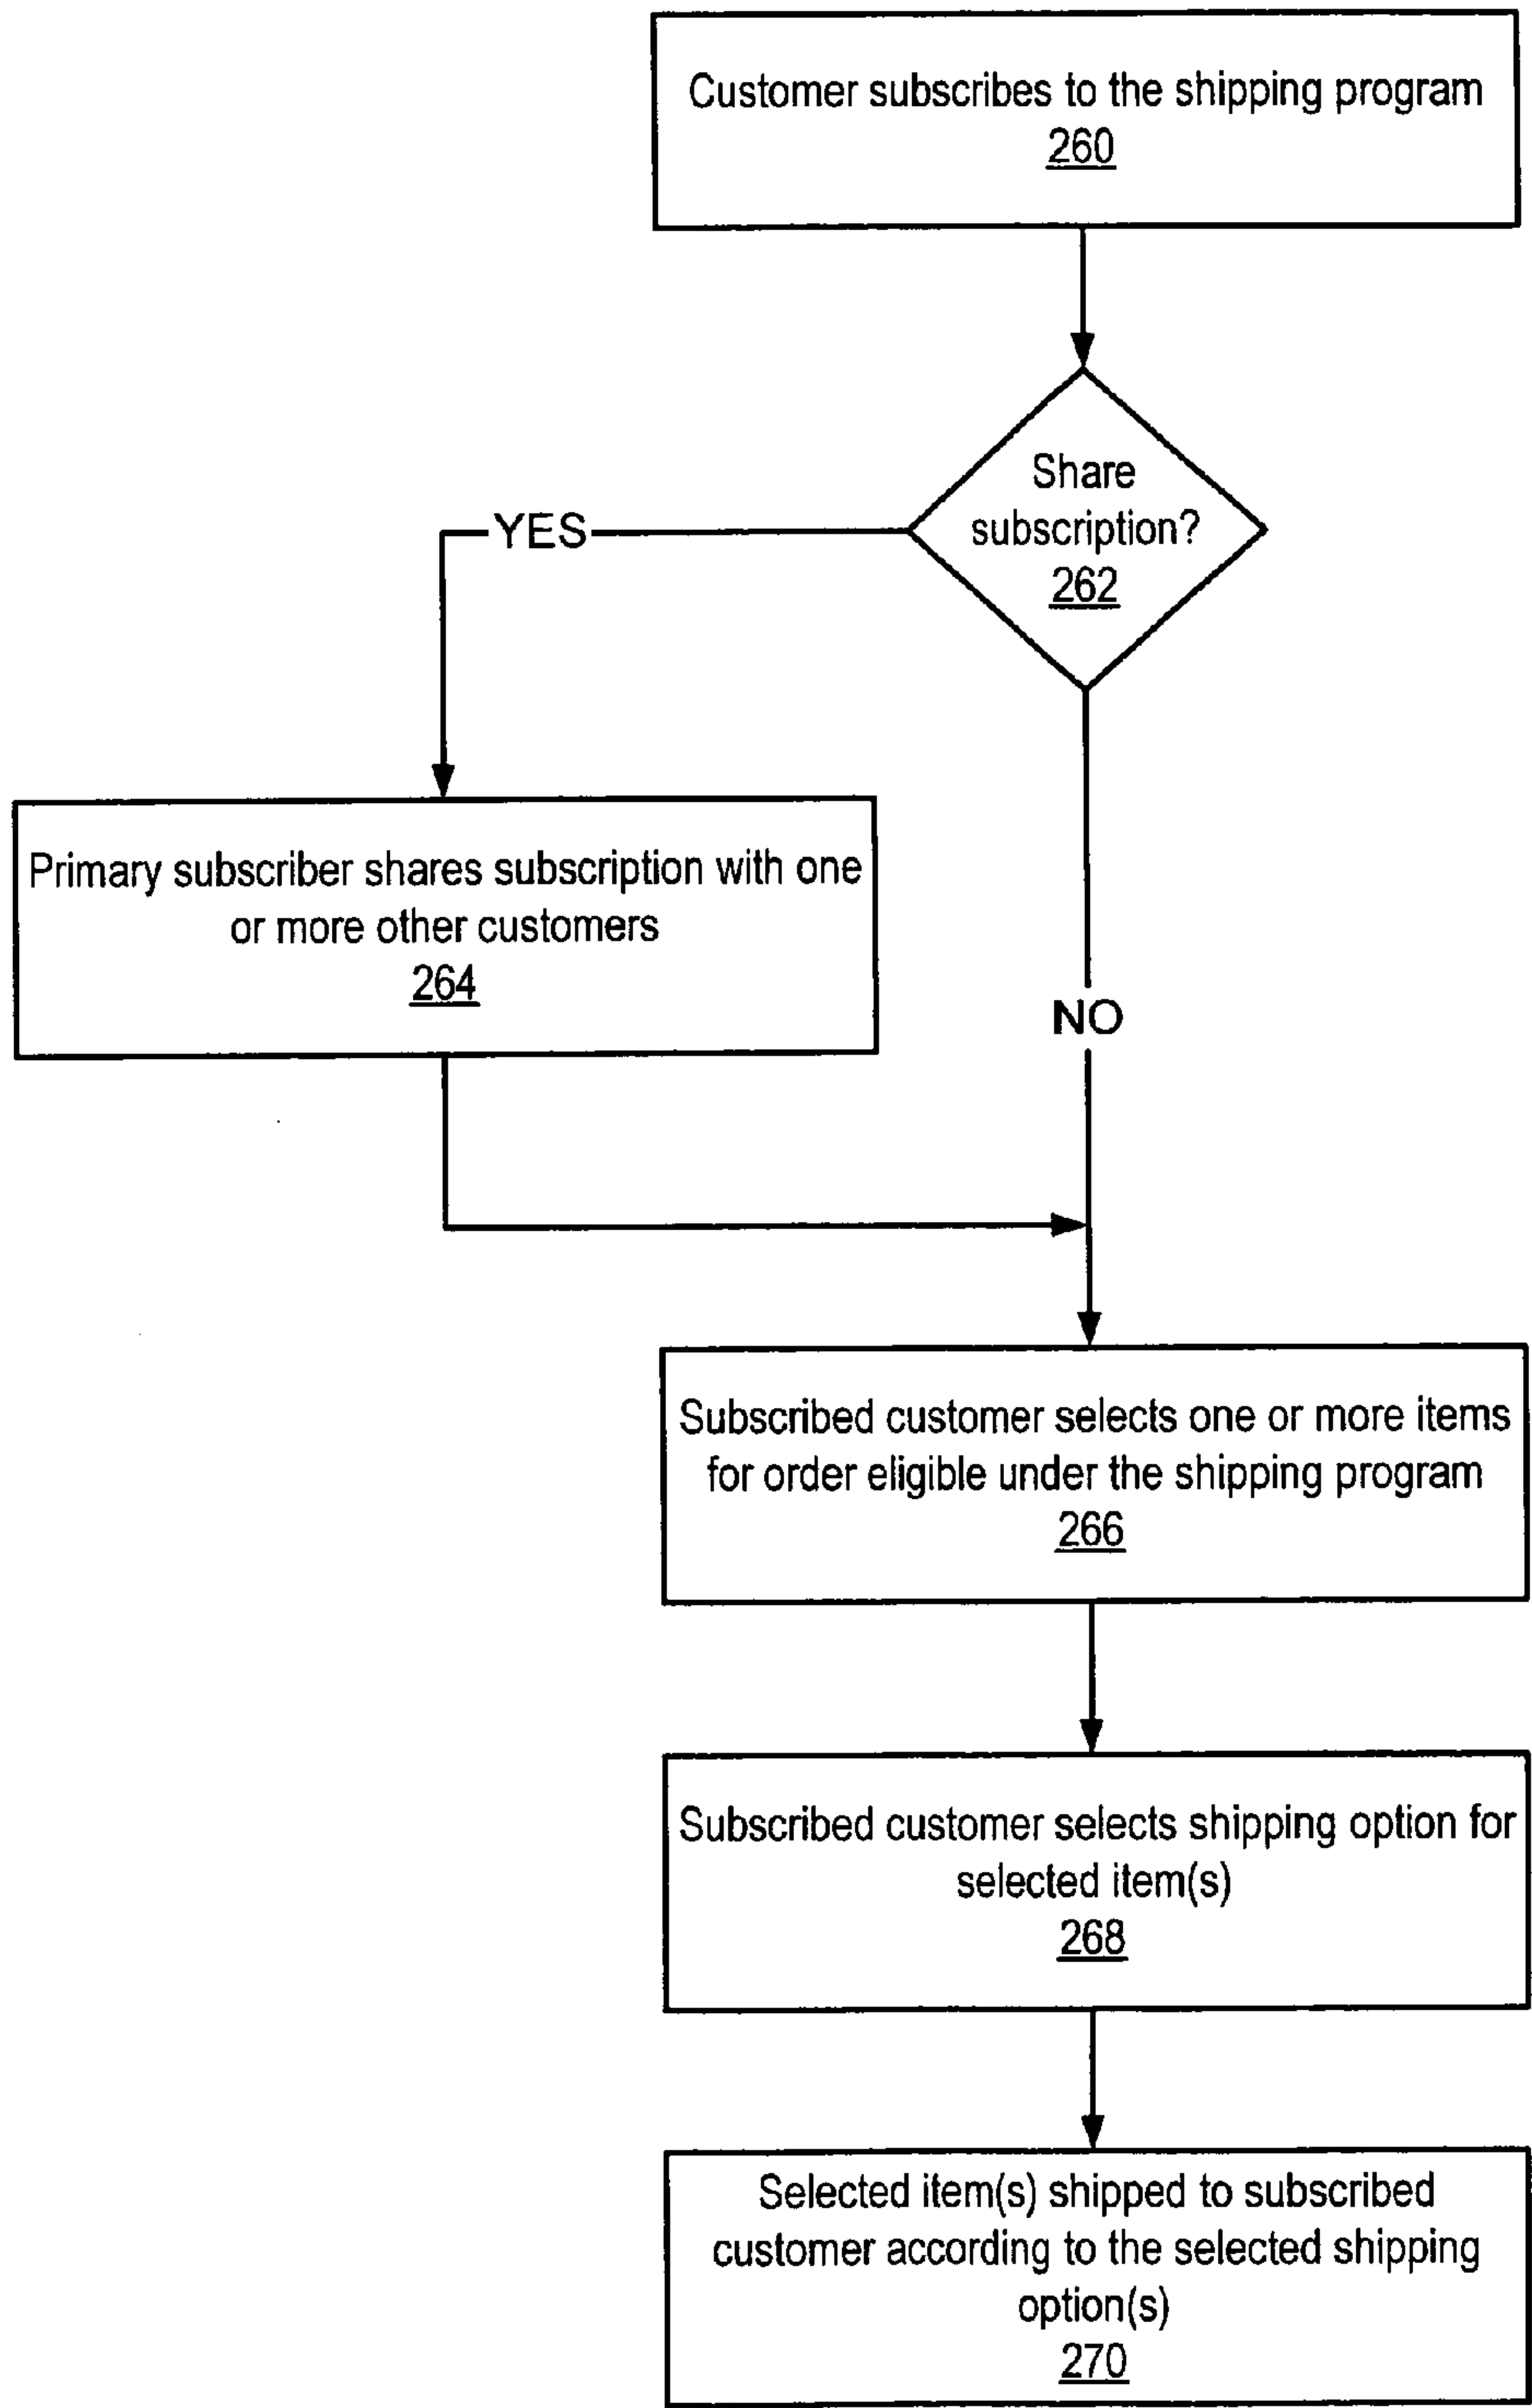 Customer subscribes to the shipping program
260
Share
subscription?
262
YES
Primary subscriber shares subscription with one
or more other customers
264
NO
Subscribed customer selects one or more items
for order eligible under the shipping program
266
Subscribed customer selects shipping option for
selected item(s)
268
Selected item(s) shipped to subscribed
customer according to the selected shipping
option(s)
270